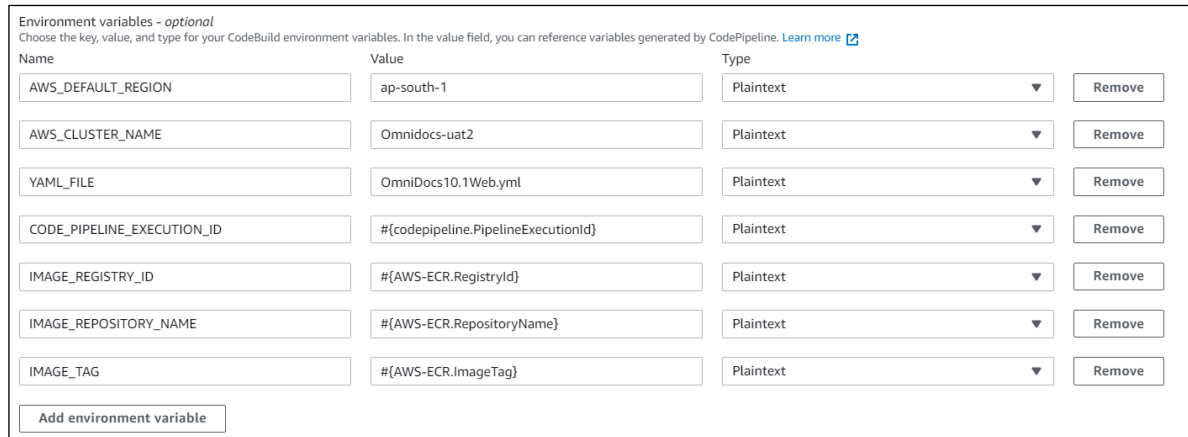 Environment variables - optional
Choose the key, value, and type for your CodeBuild environment variables. In the value field, you can reference variables generated by CodePipeline. Learn more
Name Value Type
AWS_DEFAULT_REGION ap-south-1 Plaintext Remove
AWS_CLUSTER_NAME Omnidocs-uat2 Plaintext Remove
YAML_FILE OmniDocs10.1Web.yml Plaintext Remove
CODE_PIPELINE_EXECUTION_ID #{codepipeline.PipelineExecutionId} Plaintext Remove
IMAGE_REGISTRY_ID #{AWS-ECR.RegistryId} Plaintext Remove
IMAGE_REPOSITORY_NAME #{AWS-ECR.RepositoryName} Plaintext Remove
IMAGE_TAG #{AWS-ECR.ImageTag} Plaintext Remove
Add environment variable